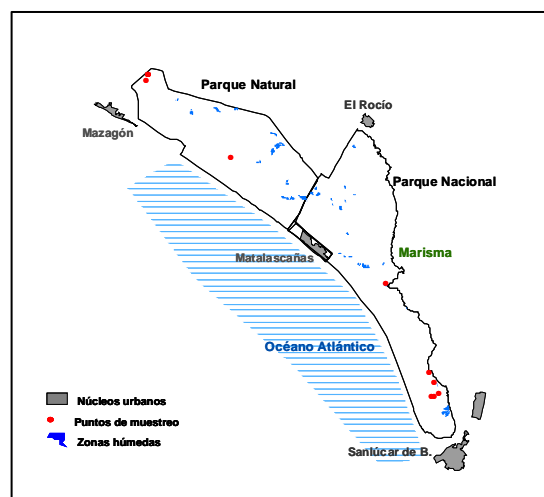 Parque Natural
El Rocío
Mazagón
Parque Nacional
Marisma
Matalascañas
Océano Atlántico
Núcleos urbanos
Puntos de muestreo
Zonas húmedas
Sanlúcar de B.